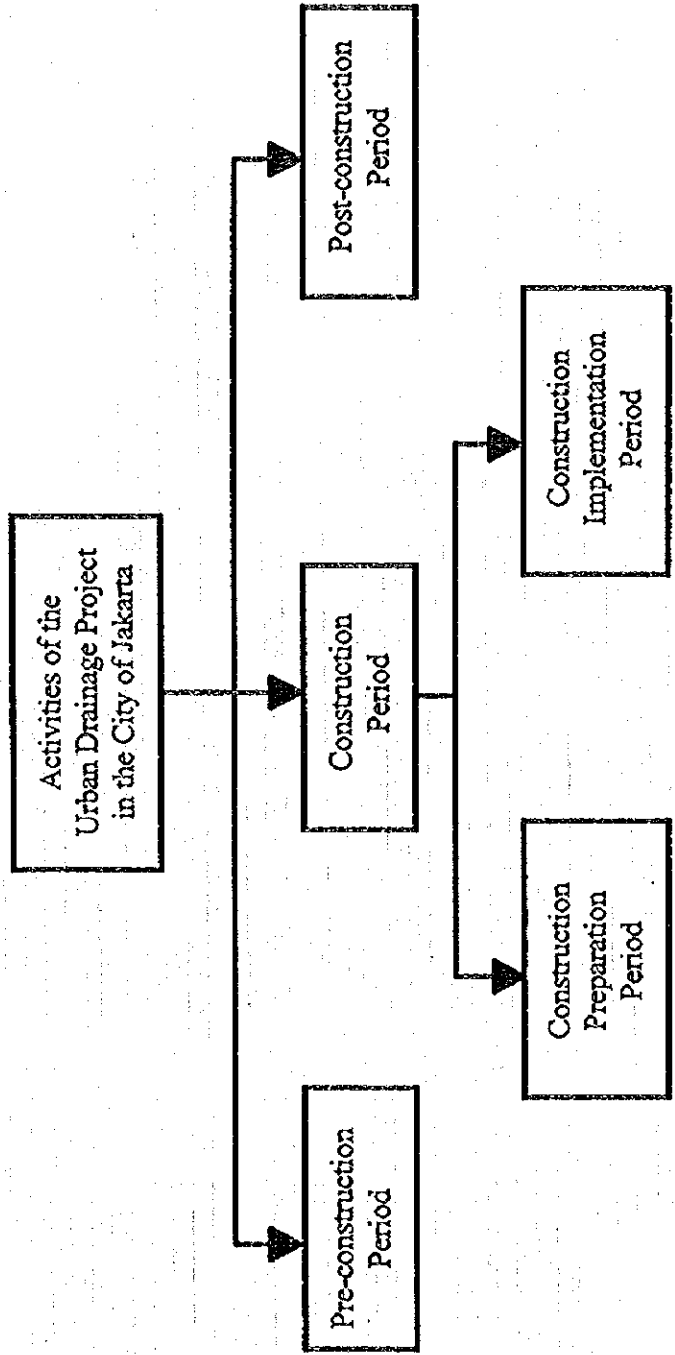 Activities of the
Urban Drainage Project
in the City of Jakarta
Pre-construction
Period
Construction
Period
Post-construction
Period
Construction
Preparation
Period
Construction
Implementation
Period